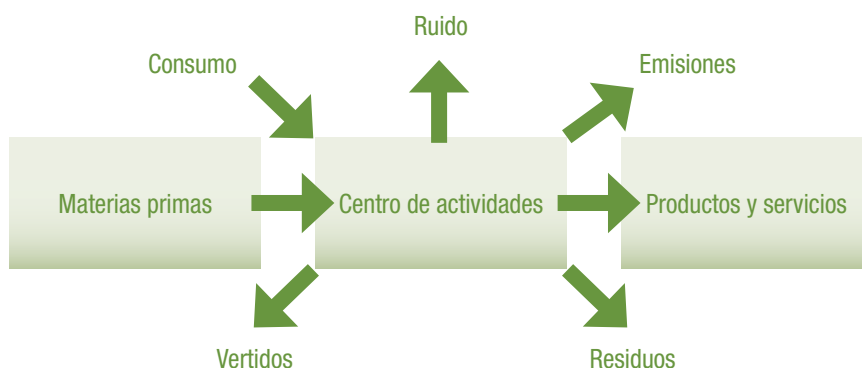 Ruido
Consumo
Emisiones
Materias primas
Centro de actividades
Productos y servicios
Vertidos
Residuos